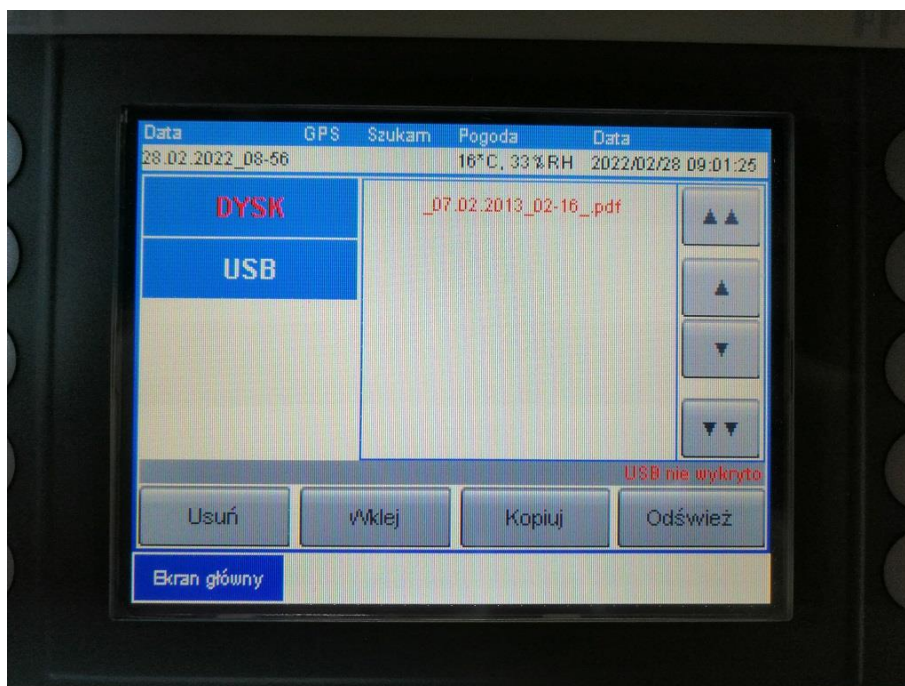 Data GPS Szukam Pogoda Data
28.02.2022_08-56 16°C, 33%RH 2022/02/28 09:01:25
DYSK
_07.02.2013_02-16_.pdf
USB
USB nie wykryto
Usuń Wklej Kopiuj Odśwież
Ekran główny